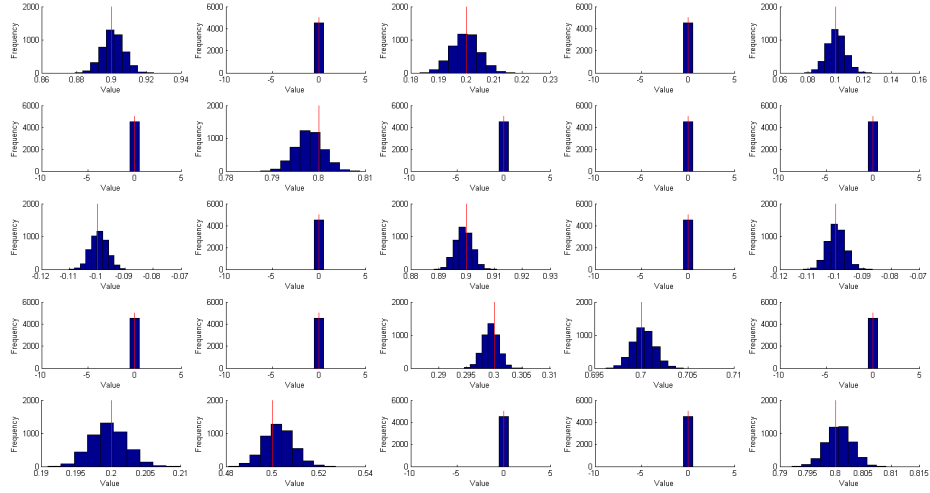 Frequency
2000
1000
0
0.86 0.88 0.9 0.92 0.94
Value
Frequency
6000
4000
2000
0
-10 -5 0 5
Value
Frequency
2000
1000
0
0.18 0.19 0.2 0.21 0.22 0.23
Value
Frequency
6000
4000
2000
0
-10 -5 0 5
Value
Frequency
2000
1000
0
0.06 0.08 0.1 0.12 0.14 0.16
Value
Frequency
6000
4000
2000
0
-10 -5 0 5
Value
Frequency
2000
1000
0
0.78 0.79 0.8 0.81
Value
Frequency
6000
4000
2000
0
-10 -5 0 5
Value
Frequency
6000
4000
2000
0
-10 -5 0 5
Value
Frequency
6000
4000
2000
0
-10 -5 0 5
Value
Frequency
2000
1000
0
-0.12 -0.11 -0.1 -0.09 -0.08 -0.07
Value
Frequency
6000
4000
2000
0
-10 -5 0 5
Value
Frequency
2000
1000
0
0.88 0.89 0.9 0.91 0.92 0.93
Value
Frequency
6000
4000
2000
0
-10 -5 0 5
Value
Frequency
2000
1000
0
-0.12 -0.11 -0.1 -0.09 -0.08 -0.07
Value
Frequency
6000
4000
2000
0
-10 -5 0 5
Value
Frequency
6000
4000
2000
0
-10 -5 0 5
Value
Frequency
2000
1000
0
0.29 0.295 0.3 0.305 0.31
Value
Frequency
2000
1000
0
0.695 0.7 0.705 0.71
Value
Frequency
6000
4000
2000
0
-10 -5 0 5
Value
Frequency
2000
1000
0
0.19 0.195 0.2 0.205 0.21
Value
Frequency
2000
1000
0
0.48 0.5 0.52 0.54
Value
Frequency
6000
4000
2000
0
-10 -5 0 5
Value
Frequency
6000
4000
2000
0
-10 -5 0 5
Value
Frequency
2000
1000
0
0.79 0.795 0.8 0.805 0.81 0.815
Value